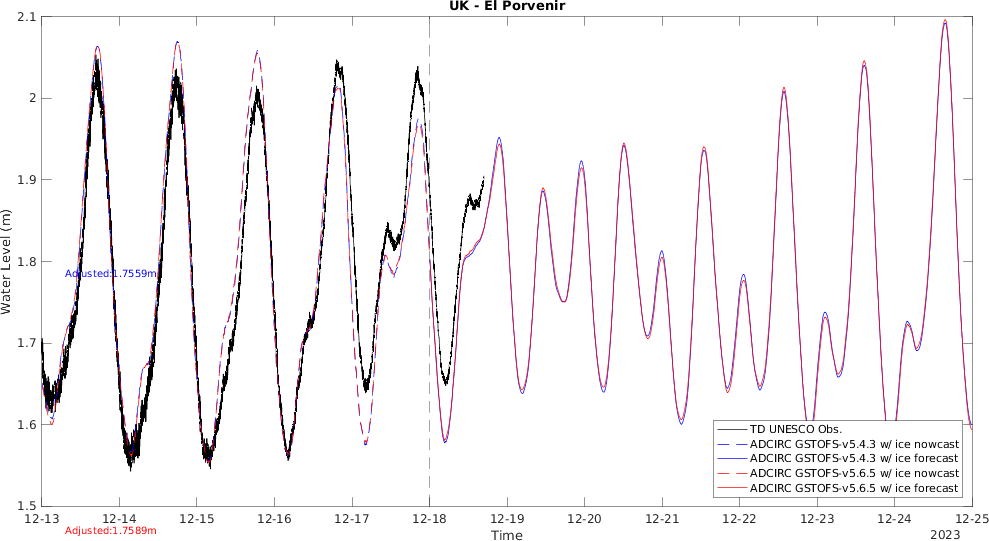 UK - El Porvenir
2.1
2
1.9
1.8
1.7
1.6
1.5
Water Level (m)
Adjusted:1.7559m
Adjusted:1.7589m
TD UNESCO Obs.
ADCIRC GSTOFS-v5.4.3 w/ ice nowcast
ADCIRC GSTOFS-v5.4.3 w/ ice forecast
ADCIRC GSTOFS-v5.6.5 w/ ice nowcast
ADCIRC GSTOFS-v5.6.5 w/ ice forecast
12-13 12-14 12-15 12-16 12-17 12-18 12-19 12-20 12-21 12-22 12-23 12-24 12-25
Time
2023